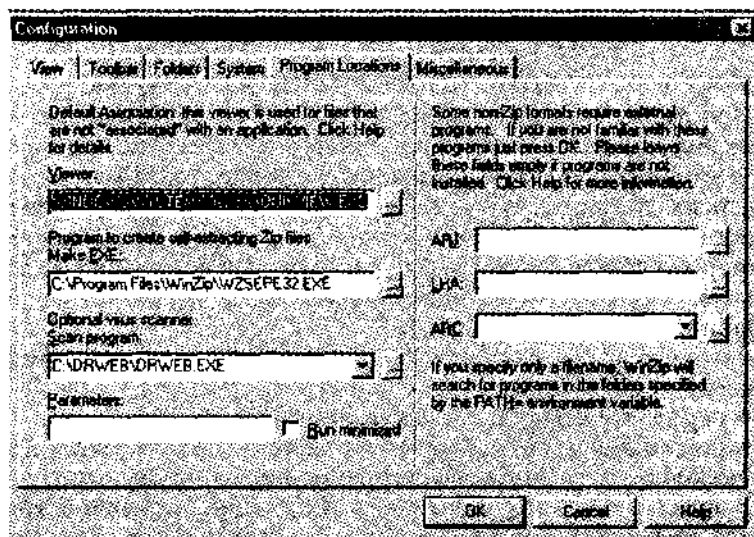 Configuration
View Toolbar Folders System Program Locations Miscellaneous
Default Association: this viewer is used for files that
are not "associated" with an application. Click Help
for details.
Viewer:
Program to create self-extracting Zip files
Make EXE:
C:\Program Files\WinZip\WZSEPE32.EXE
Optional virus scanner
Scan program:
C:\DRWEB\DRWEB.EXE
Parameters:
Run minimized
Some non-Zip formats require external
programs. If you are not familiar with these
programs just press OK. Please leave
these fields empty if programs are not
installed. Click Help for more information.
ARJ:
LHA:
ARC:
If you specify only a filename, WinZip will
search for programs in the folders specified
by the PATH= environment variable.
OK Cancel Help